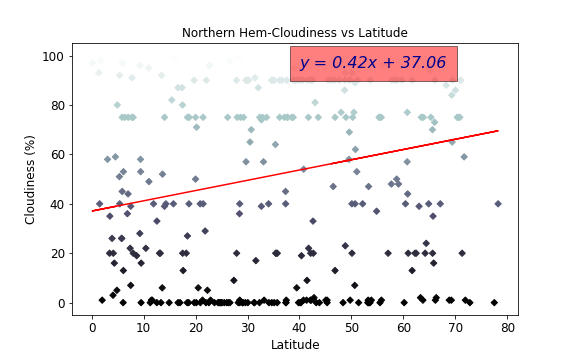 Northern Hem-Cloudiness vs Latitude
y = 0.42x + 37.06
Cloudiness (%)
100
80
60
40
20
0
0 10 20 30 40 50 60 70 80
Latitude